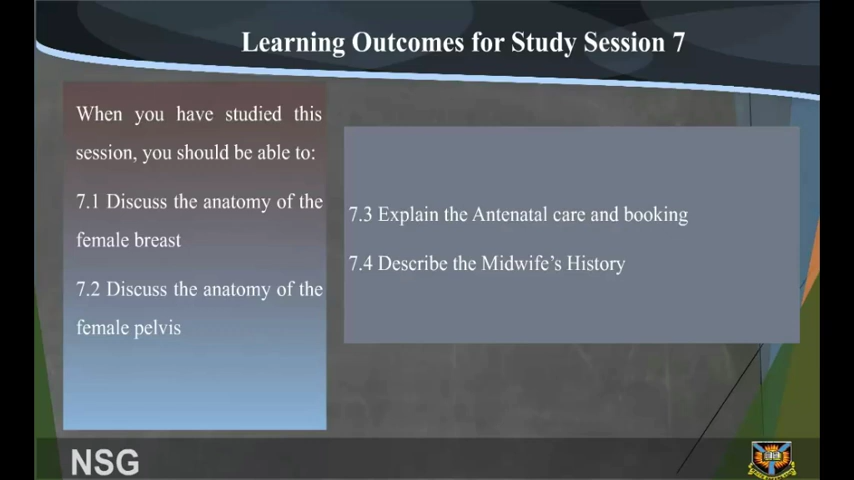 Learning Outcomes for Study Session 7
When you have studied this
session, you should be able to:
7.1 Discuss the anatomy of the
female breast
7.2 Discuss the anatomy of the
female pelvis
7.3 Explain the Antenatal care and booking
7.4 Describe the Midwife’s History
NSG